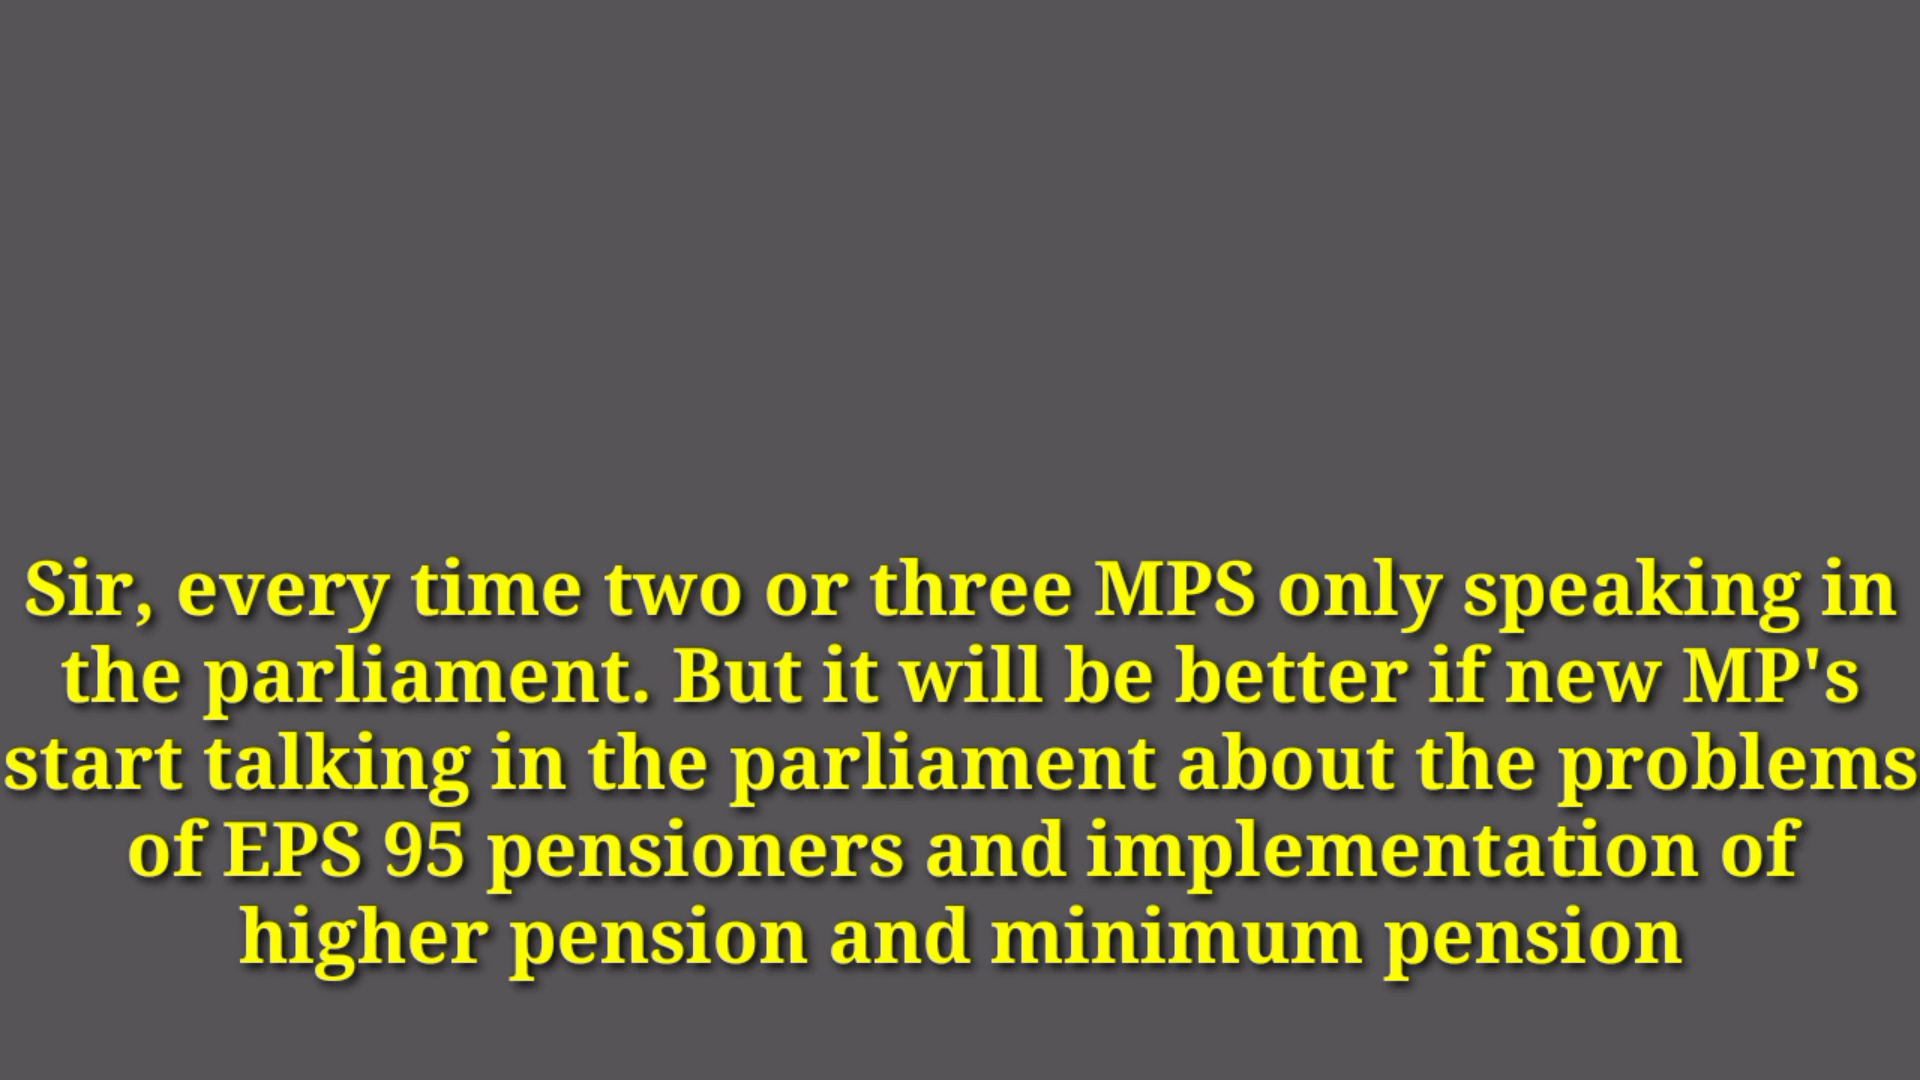 Sir, every time two or three MPS only speaking in
the parliament. But it will be better if new MP's
start talking in the parliament about the problems
of EPS 95 pensioners and implementation of
higher pension and minimum pension